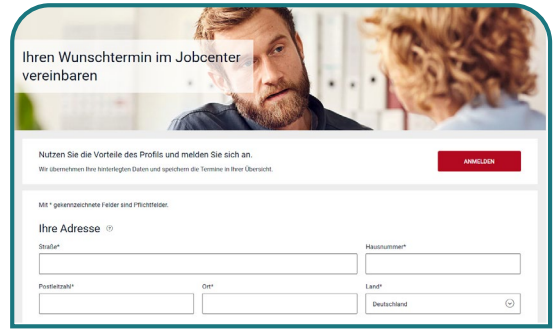 Ihren Wunschtermin im Jobcenter
vereinbaren
Nutzen Sie die Vorteile des Profils und melden Sie sich an.
Wir übernehmen Ihre hinterlegten Daten und speichern die Termine in Ihrer Übersicht.
ANMELDEN
Mit * gekennzeichnete Felder sind Pflichtfelder.
Ihre Adresse
Straße*
Hausnummer*
Postleitzahl*
Ort*
Land*
Deutschland